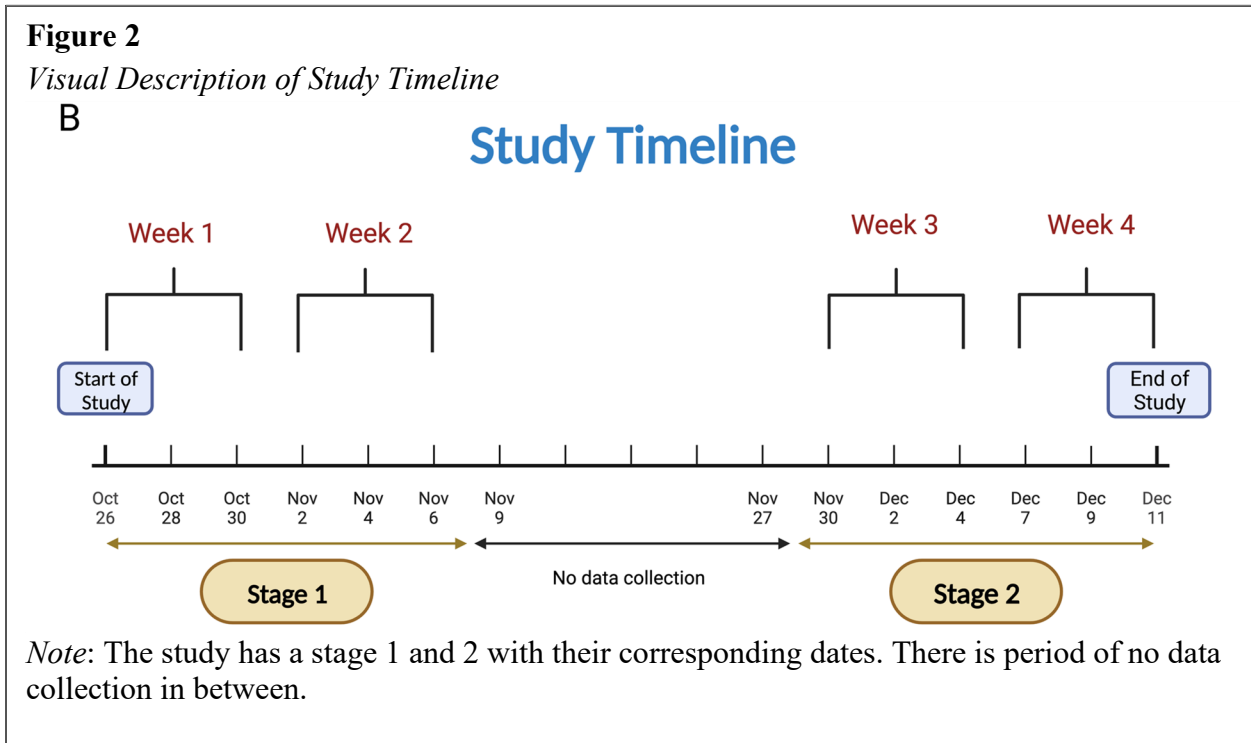 Figure 2
Visual Description of Study Timeline
B
Study Timeline
Week 1
Week 2
Week 3
Week 4
Start of
Study
End of
Study
Oct
26
Oct
28
Oct
30
Nov
2
Nov
4
Nov
6
Nov
9
Nov
27
Nov
30
Dec
2
Dec
4
Dec
7
Dec
9
Dec
11
No data collection
Stage 1
Stage 2
Note: The study has a stage 1 and 2 with their corresponding dates. There is period of no data
collection in between.